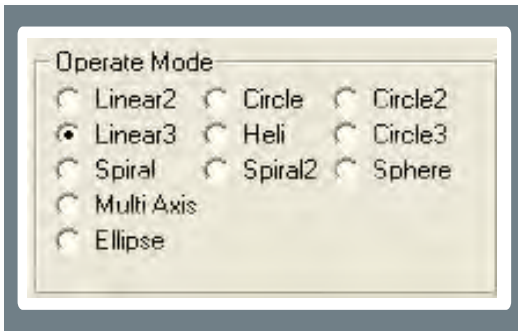 Operate Mode
Linear2 Circle Circle2
Linear3 Heli Circle3
Spiral Spiral2 Sphere
Multi Axis
Ellipse